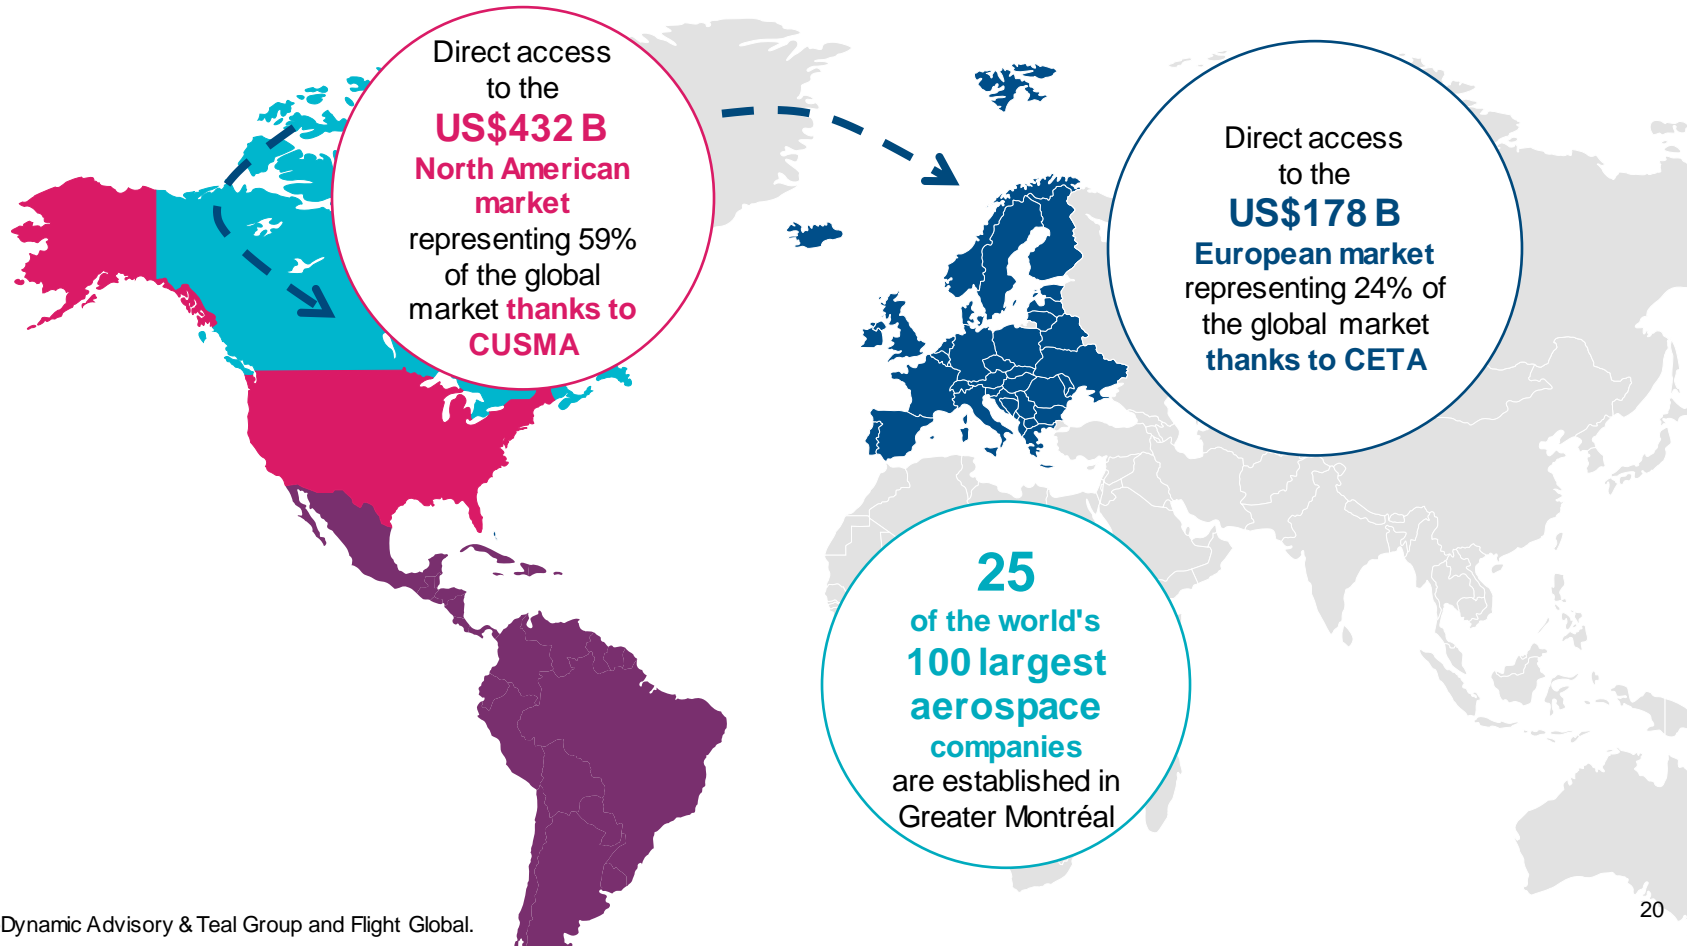 Direct access
to the
US$432 B
North American
market
representing 59%
of the global
market thanks to
CUSMA
Direct access
to the
US$178 B
European market
representing 24% of
the global market
thanks to CETA
25
of the world's
100 largest
aerospace
companies
are established in
Greater Montréal
Dynamic Advisory & Teal Group and Flight Global.
20